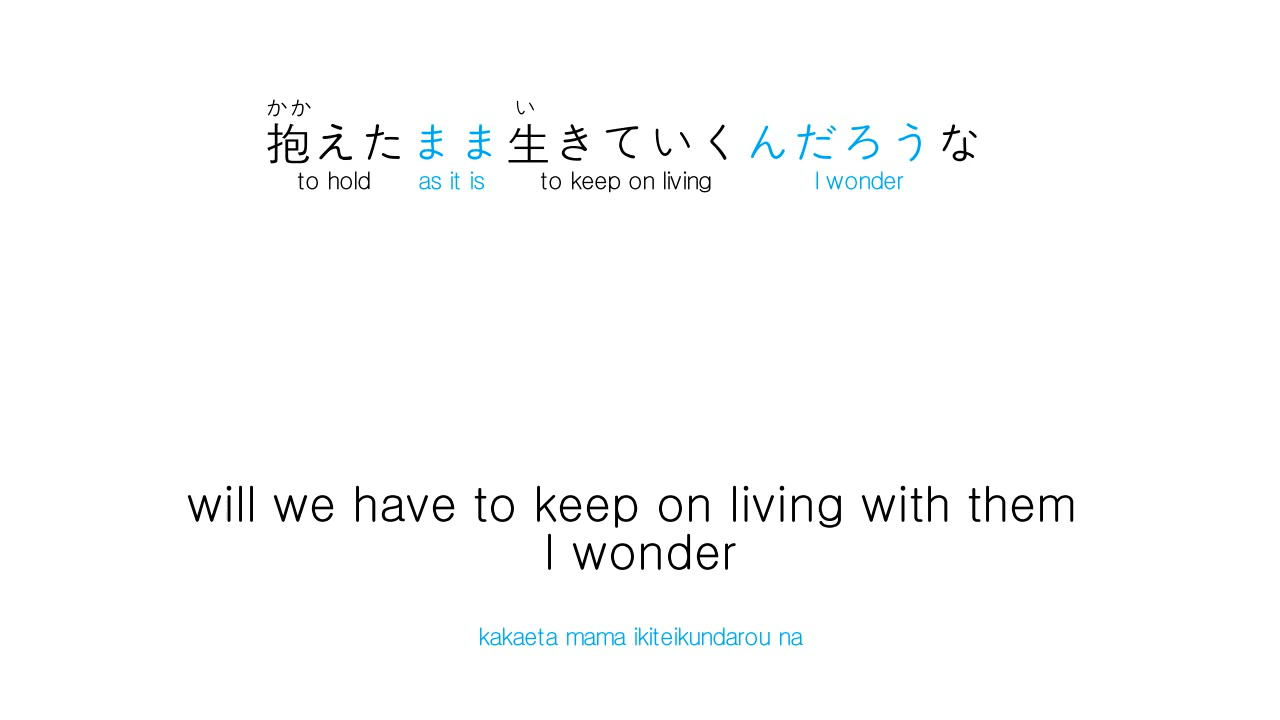 かか い
抱えたまま生きていくんだろうな
to hold as it is to keep on living I wonder
will we have to keep on living with them
I wonder
kakaeta mama ikiteikundarou na